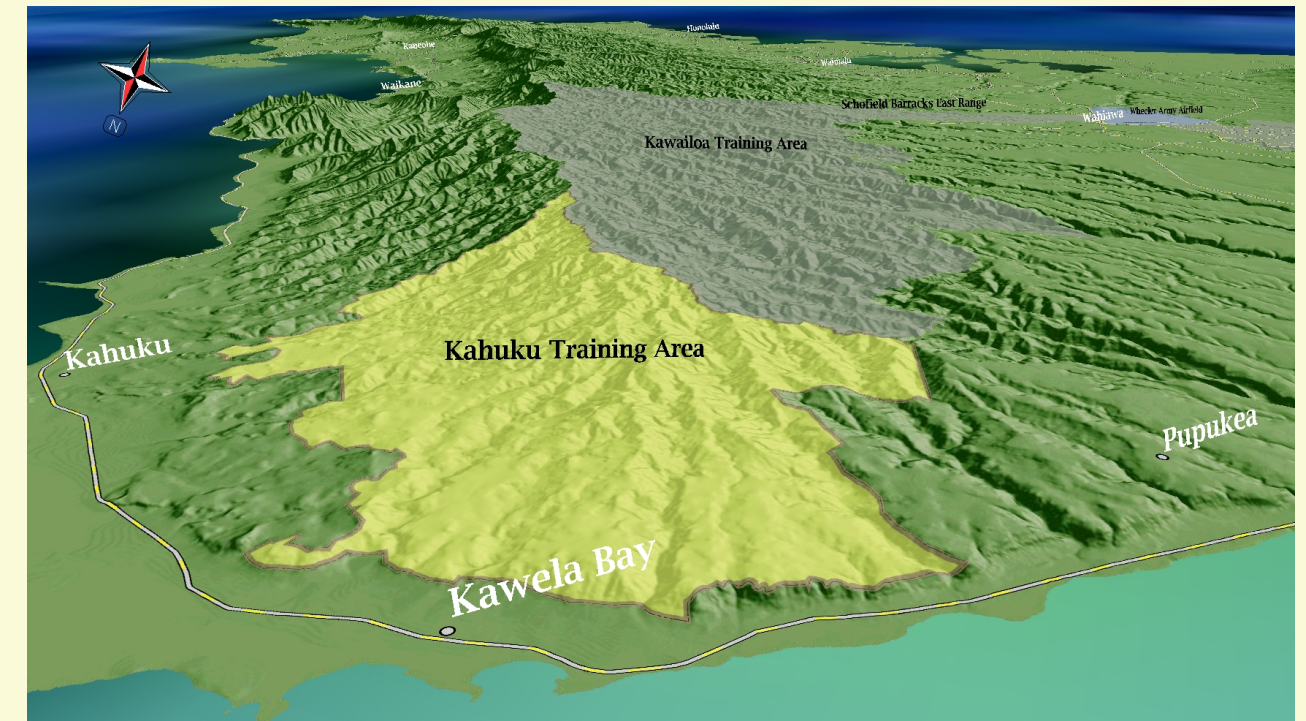 Honolulu
Kaneohe
Waimalu
Waikane
Schofield Barracks East Range
Wahiawa
Wheeler Army Airfield
Kawailoa Training Area
N
Kahuku
Kahuku Training Area
Pupukea
Kawela Bay